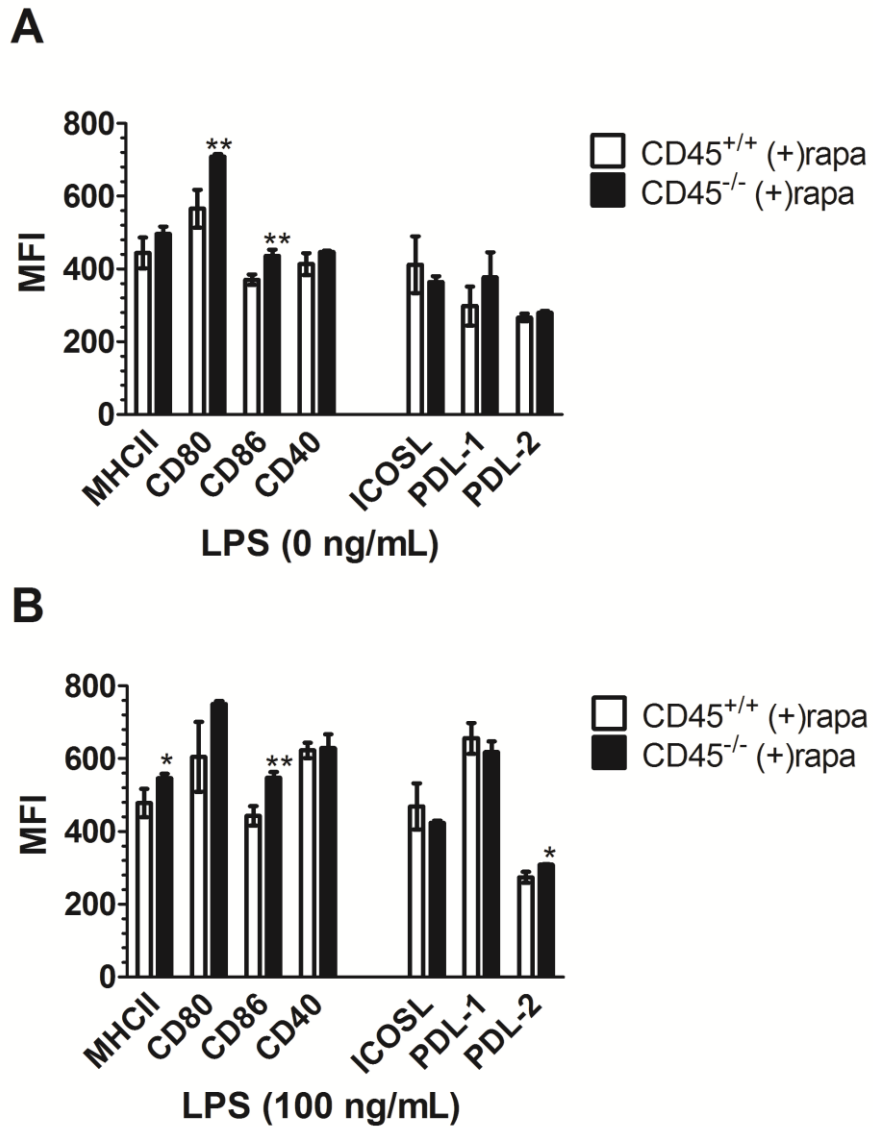 A
800
600
400
200
0
MFI
**
**
CD45+/+ (+)rapa
CD45-/- (+)rapa
MHCII
CD80
CD86
CD40
ICOSL
PDL-1
PDL-2
LPS (0 ng/mL)
B
800
600
400
200
0
MFI
*
**
*
CD45+/+ (+)rapa
CD45-/- (+)rapa
MHCII
CD80
CD86
CD40
ICOSL
PDL-1
PDL-2
LPS (100 ng/mL)